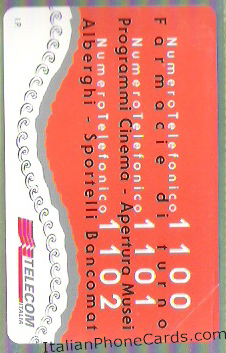 NumeroTelefonico 1100
Farmacie di turno
NumeroTelefonico 1101
Programmi Cinema - Apertura Musei
NumeroTelefonico 1102
Alberghi - Sportelli Bancomat
TELECOM
ITALIA
LP
ItalianPhoneCards.com